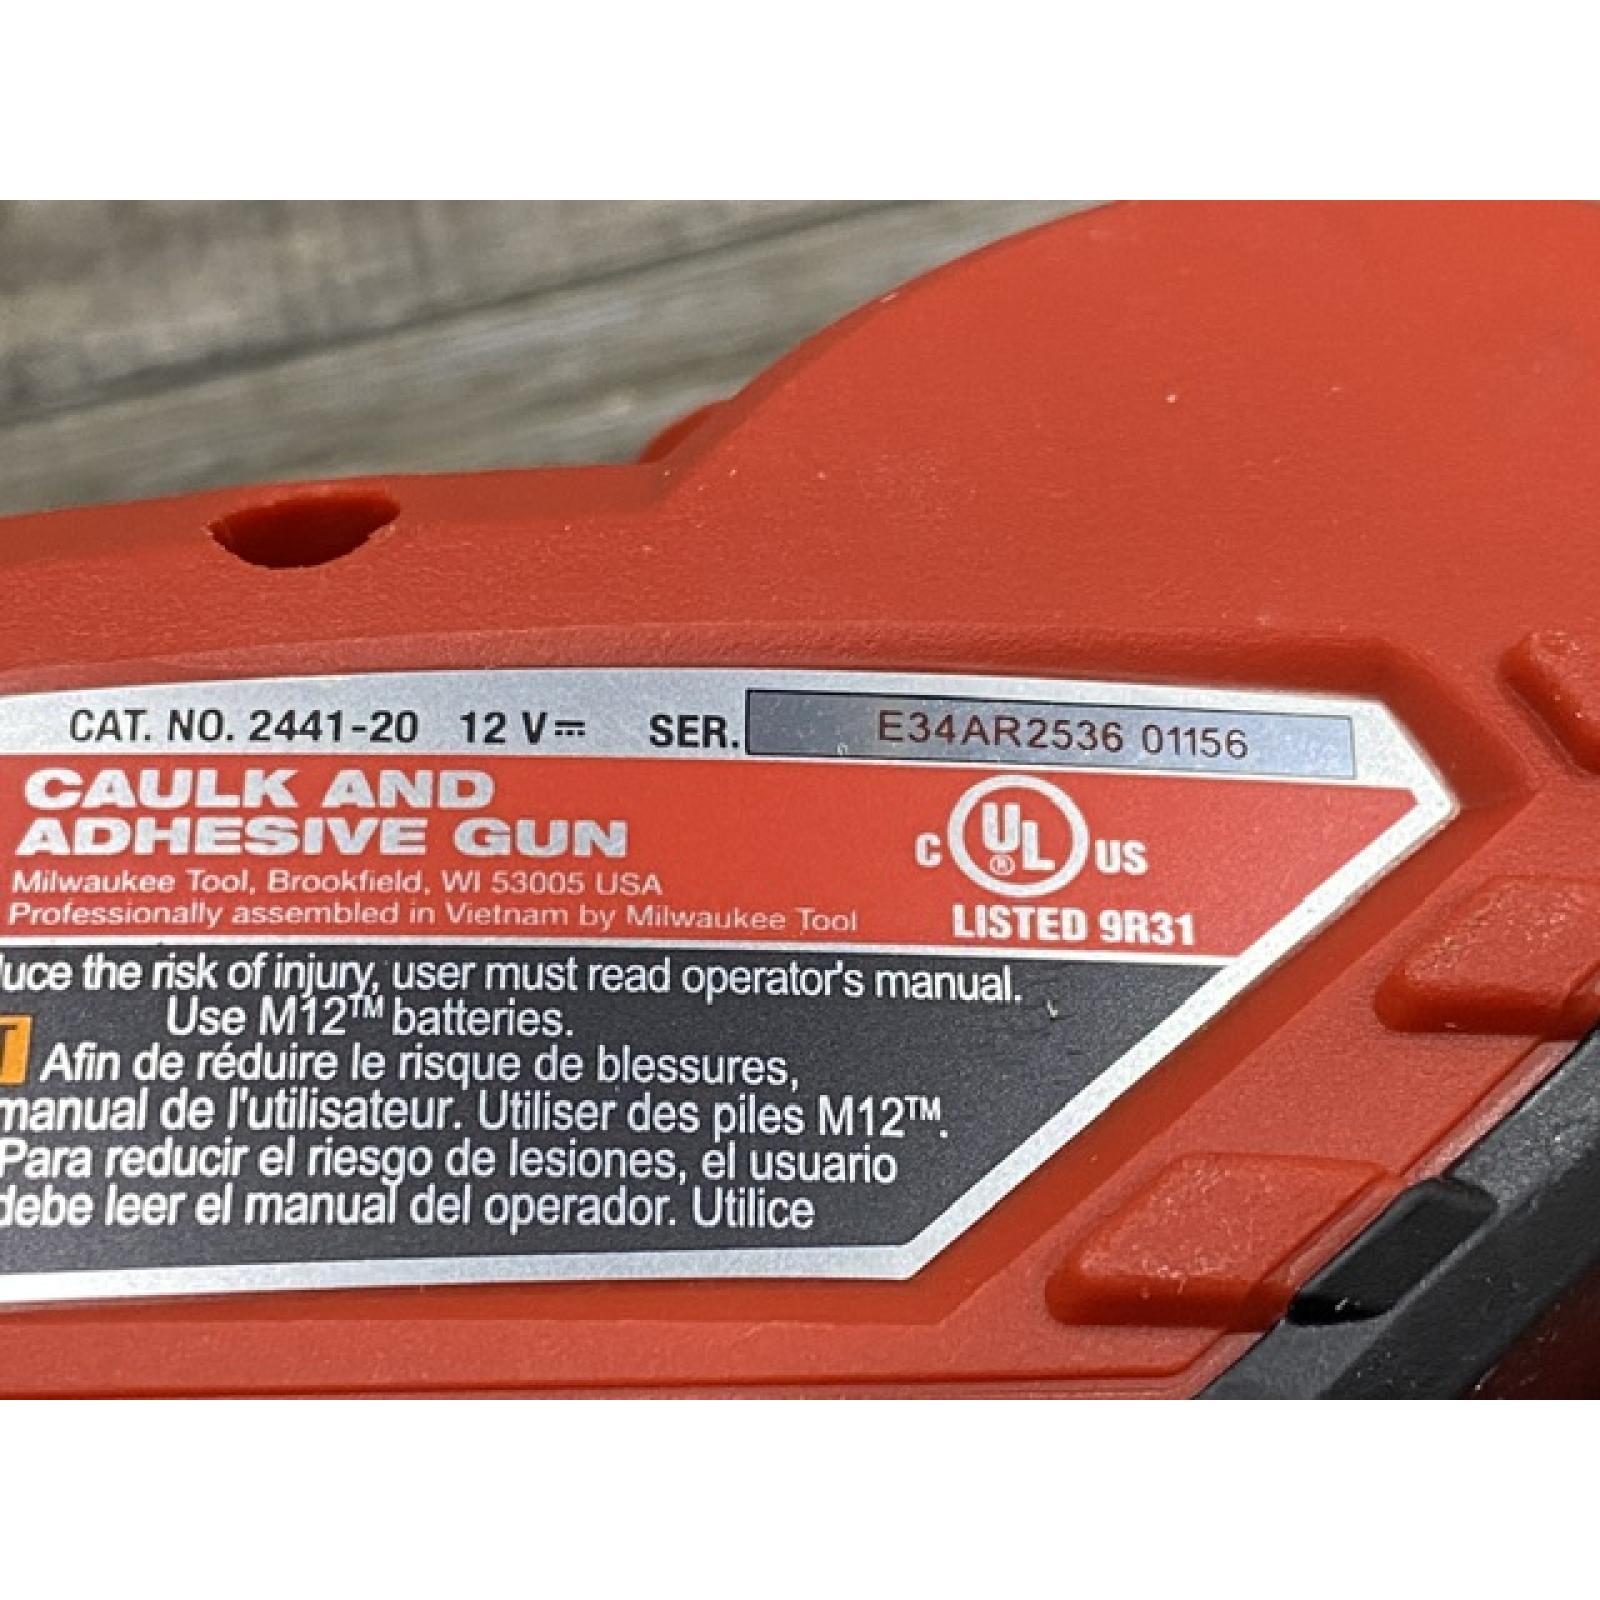 CAT. NO. 2441-20 12 V⎓ SER. E34AR2536 01156
CAULK AND
ADHESIVE GUN
Milwaukee Tool, Brookfield, WI 53005 USA
Professionally assembled in Vietnam by Milwaukee Tool
C UL® US
LISTED 9R31
uce the risk of injury, user must read operator's manual.
Use M12™ batteries.
T Afin de réduire le risque de blessures,
manual de l'utilisateur. Utiliser des piles M12™.
Para reducir el riesgo de lesiones, el usuario
debe leer el manual del operador. Utilice